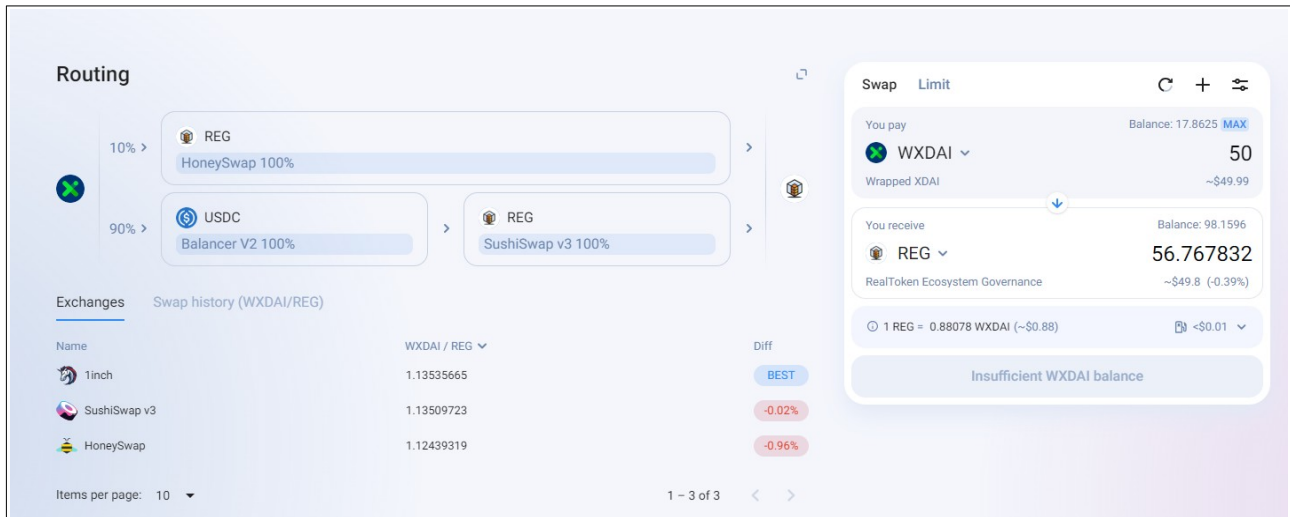 Routing
10%
REG
HoneySwap 100%
90%
USDC
Balancer V2 100%
REG
SushiSwap v3 100%
Exchanges Swap history (WXDAI/REG)
Name WXDAI / REG Diff
1inch 1.13535665 BEST
SushiSwap v3 1.13509723 -0.02%
HoneySwap 1.12439319 -0.96%
Items per page: 10 1 – 3 of 3
Swap Limit
You pay Balance: 17.8625 MAX
WXDAI 50
Wrapped XDAI ~$49.99
You receive Balance: 98.1596
REG 56.767832
RealToken Ecosystem Governance ~$49.8 (-0.39%)
1 REG = 0.88078 WXDAI (~$0.88) <$0.01
Insufficient WXDAI balance